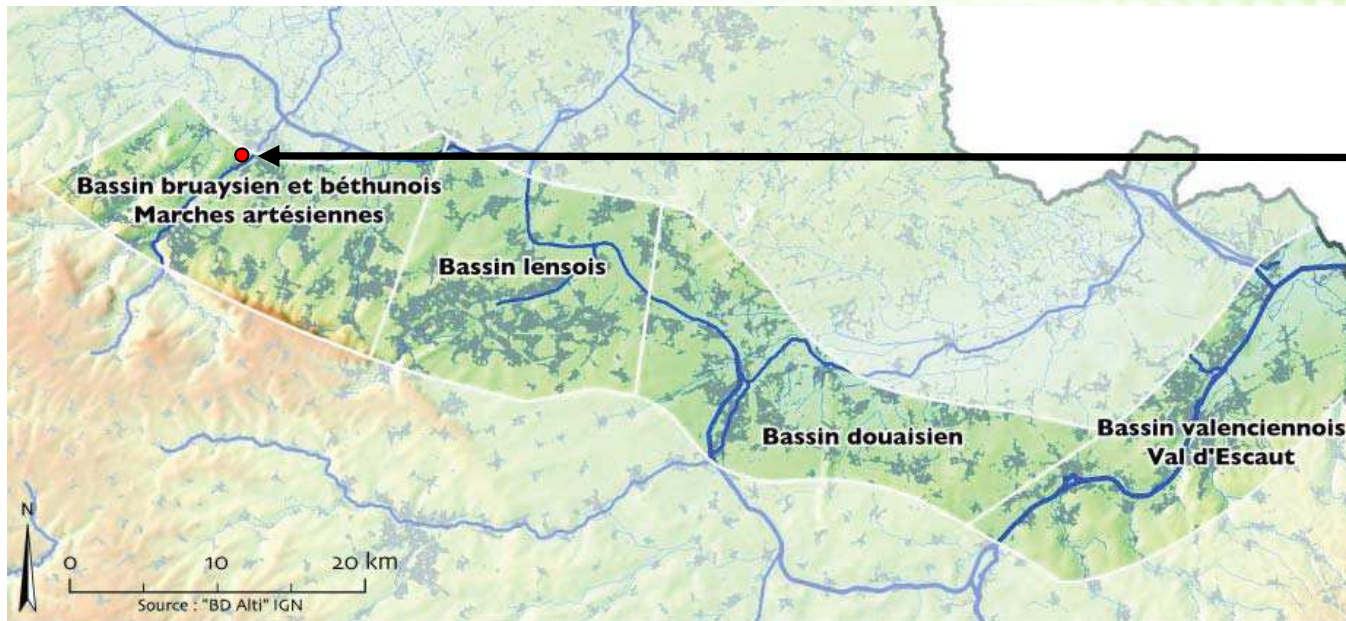 Bassin bruaysien et béthunois
Marches artésiennes
Bassin lensois
Bassin douaisien
Bassin valenciennois
Val d'Escaut
N
0 10 20 km
Source : "BD Alti" IGN